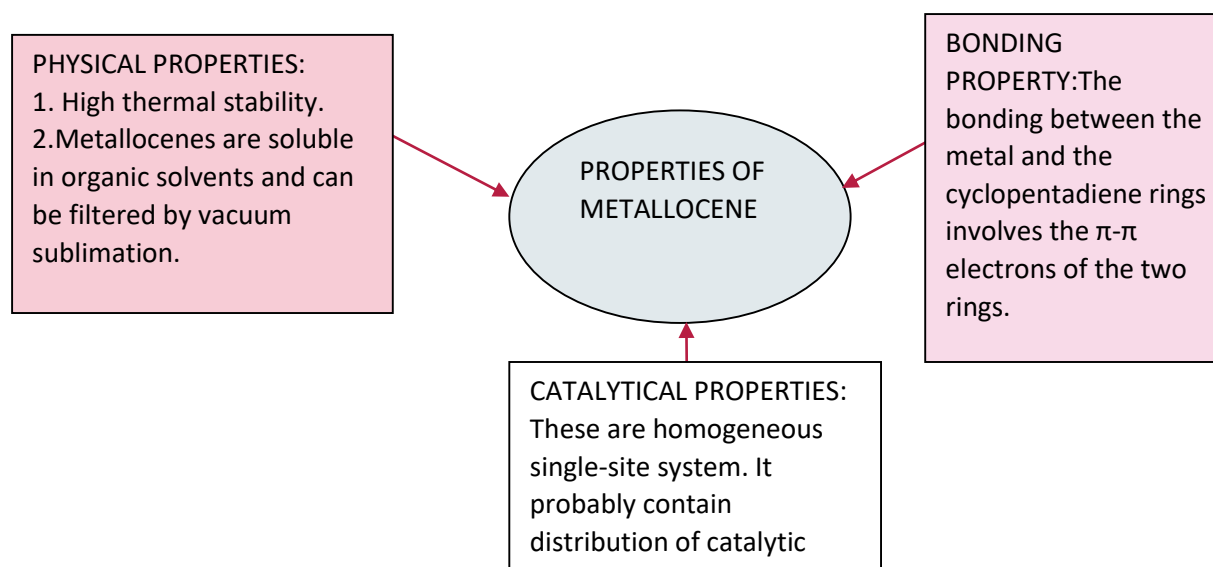 PHYSICAL PROPERTIES:
1. High thermal stability.
2.Metallocenes are soluble
in organic solvents and can
be filtered by vacuum
sublimation.
PROPERTIES OF
METALLOCENE
BONDING
PROPERTY:The
bonding between the
metal and the
cyclopentadiene rings
involves the π-π
electrons of the two
rings.
CATALYTICAL PROPERTIES:
These are homogeneous
single-site system. It
probably contain
distribution of catalytic